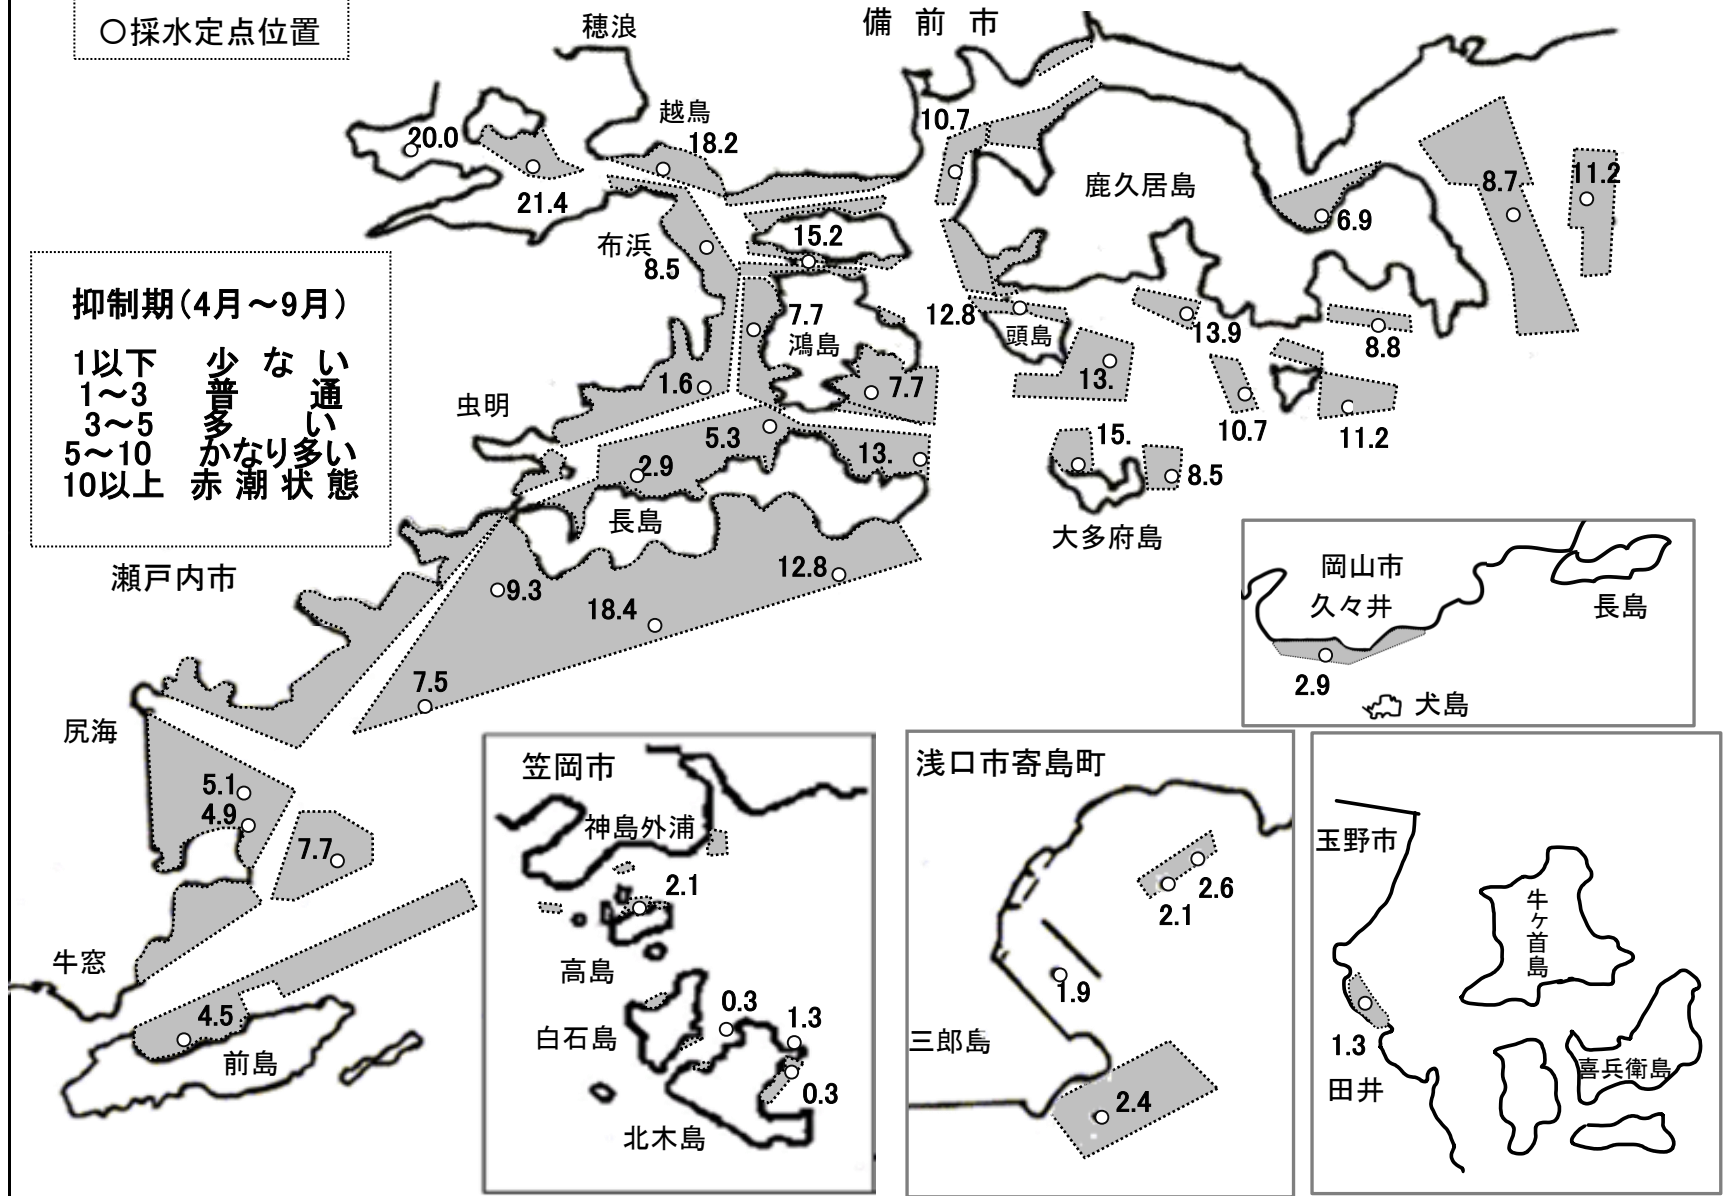 〇採水定点位置
穂浪
備前市
越島
20.0
18.2
10.7
21.4
鹿久居島
8.7
11.2
6.9
布浜
8.5
15.2
抑制期(4月～9月)
1以下 少ない
1～3 普通
3～5 多い
5～10 かなり多い
10以上 赤潮状態
7.7
鴻島
12.8
頭島
13.9
8.8
1.6
7.7
13.
10.7
11.2
虫明
5.3
2.9
13.
15.
8.5
長島
大多府島
瀬戸内市
9.3
12.8
18.4
7.5
尻海
5.1
4.9
7.7
牛窓
4.5
前島
岡山市
久々井
長島
2.9
犬島
笠岡市
神島外浦
2.1
高島
白石島
0.3
1.3
0.3
北木島
浅口市寄島町
2.6
2.1
1.9
三郎島
2.4
玉野市
牛ヶ首島
1.3
田井
喜兵衛島